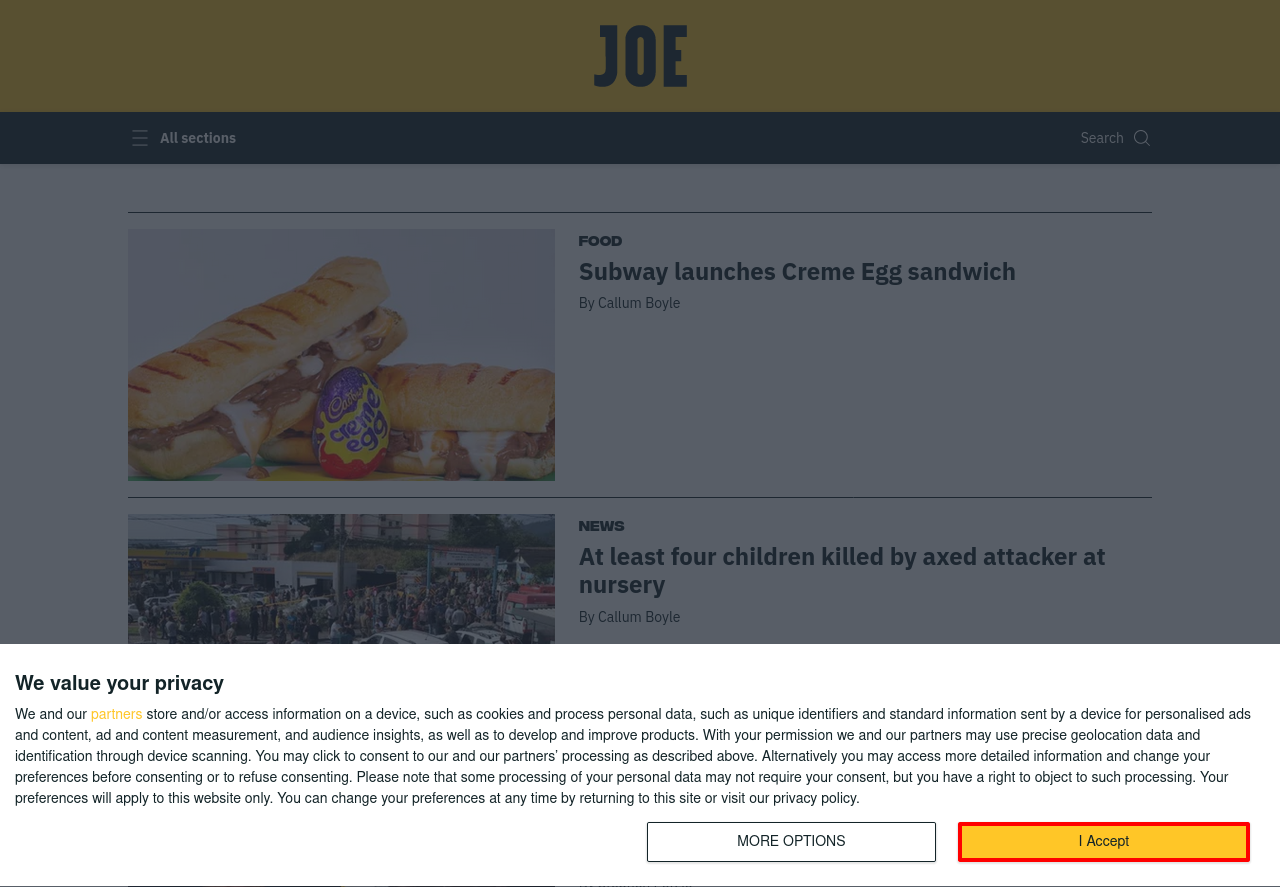 JOE
All sections
Search
FOOD
Subway launches Creme Egg sandwich
By Callum Boyle
Cadbury
creme
egg
NEWS
At least four children killed by axed attacker at
nursery
By Callum Boyle
We value your privacy
We and our partners store and/or access information on a device, such as cookies and process personal data, such as unique identifiers and standard information sent by a device for personalised ads
and content, ad and content measurement, and audience insights, as well as to develop and improve products. With your permission we and our partners may use precise geolocation data and
identification through device scanning. You may click to consent to our and our partners’ processing as described above. Alternatively you may access more detailed information and change your
preferences before consenting or to refuse consenting. Please note that some processing of your personal data may not require your consent, but you have a right to object to such processing. Your
preferences will apply to this website only. You can change your preferences at any time by returning to this site or visit our privacy policy.
MORE OPTIONS
I Accept